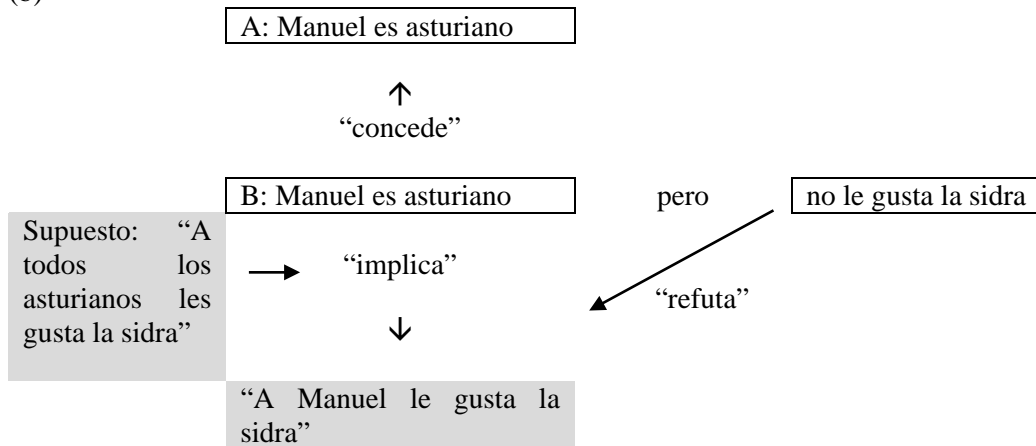 A: Manuel es asturiano
↑
“concede”
B: Manuel es asturiano pero no le gusta la sidra
Supuesto: “A
todos los
asturianos les
gusta la sidra”
“implica”
“refuta”
↓
“A Manuel le gusta la
sidra”